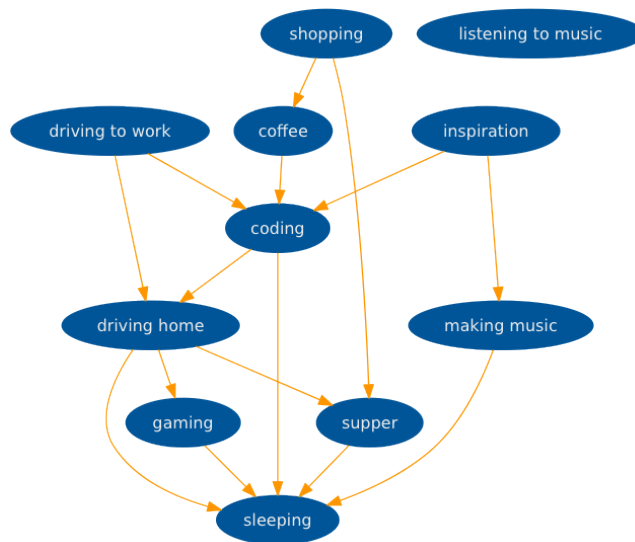 shopping
listening to music
driving to work
coffee
inspiration
coding
driving home
making music
gaming
supper
sleeping